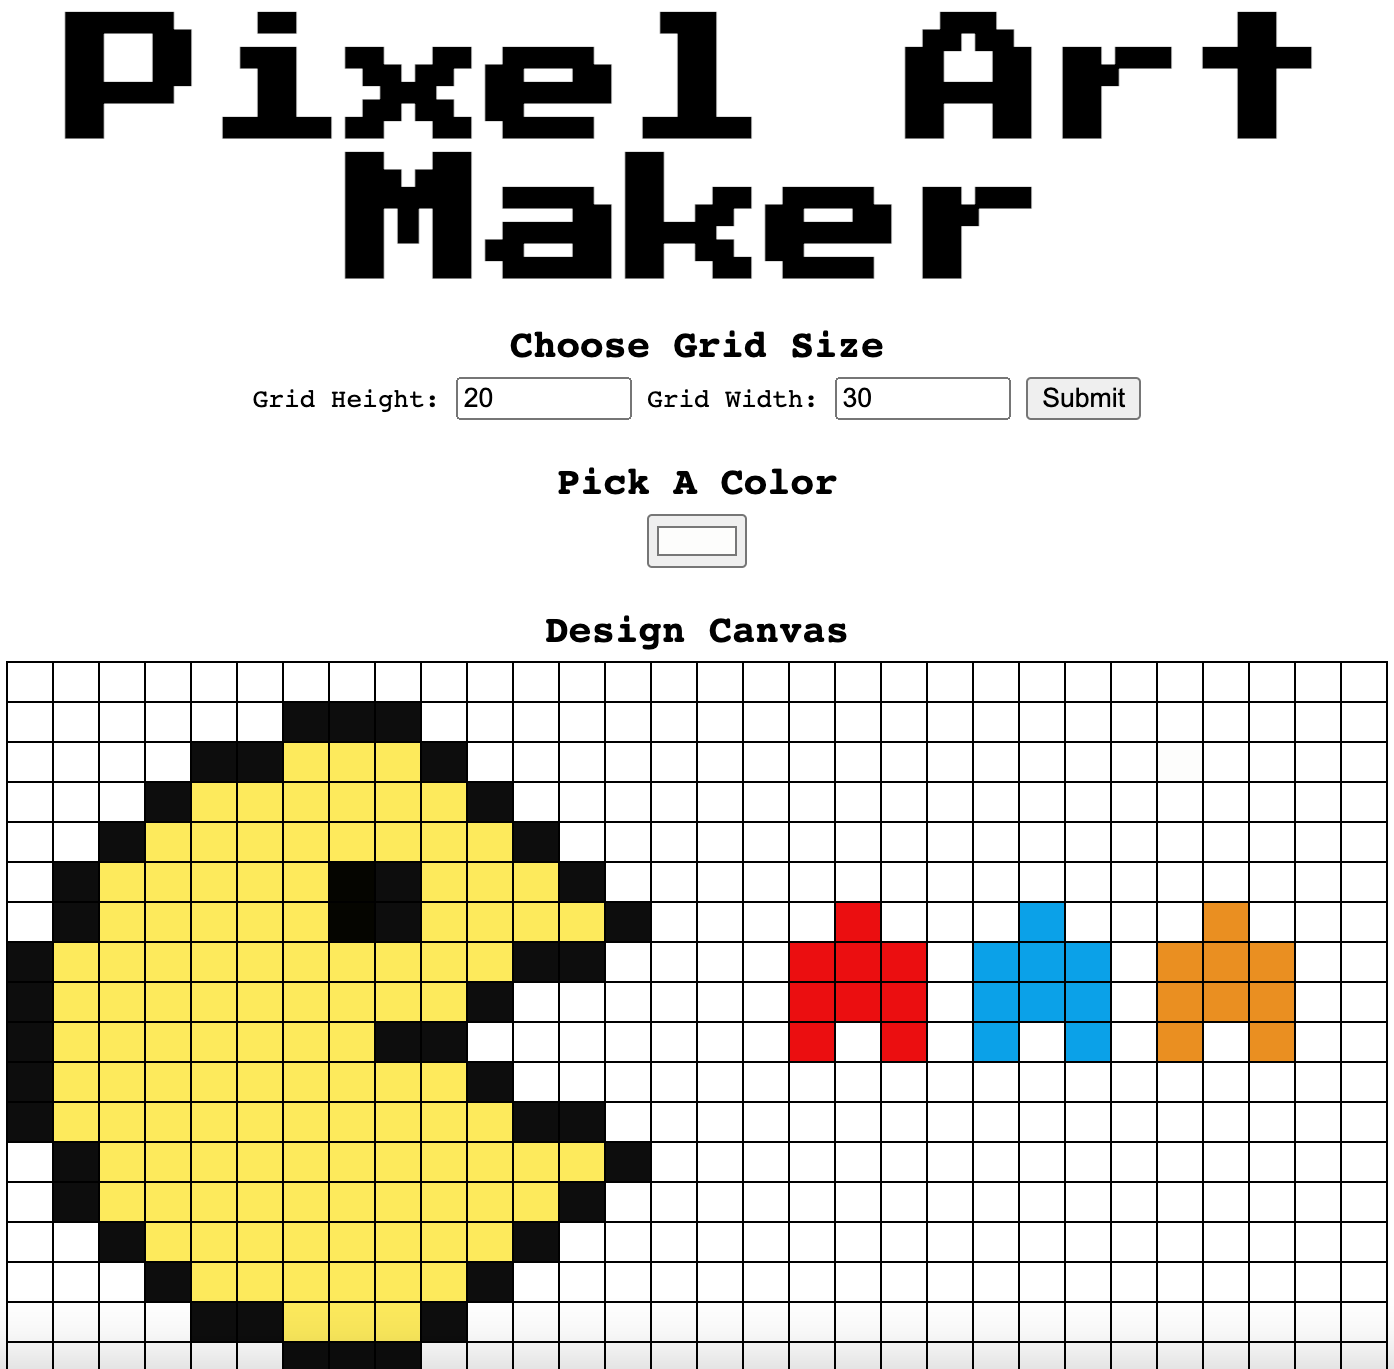 Pixel Art
Maker
Choose Grid Size
Grid Height: 20 Grid Width: 30 Submit
Pick A Color
Design Canvas